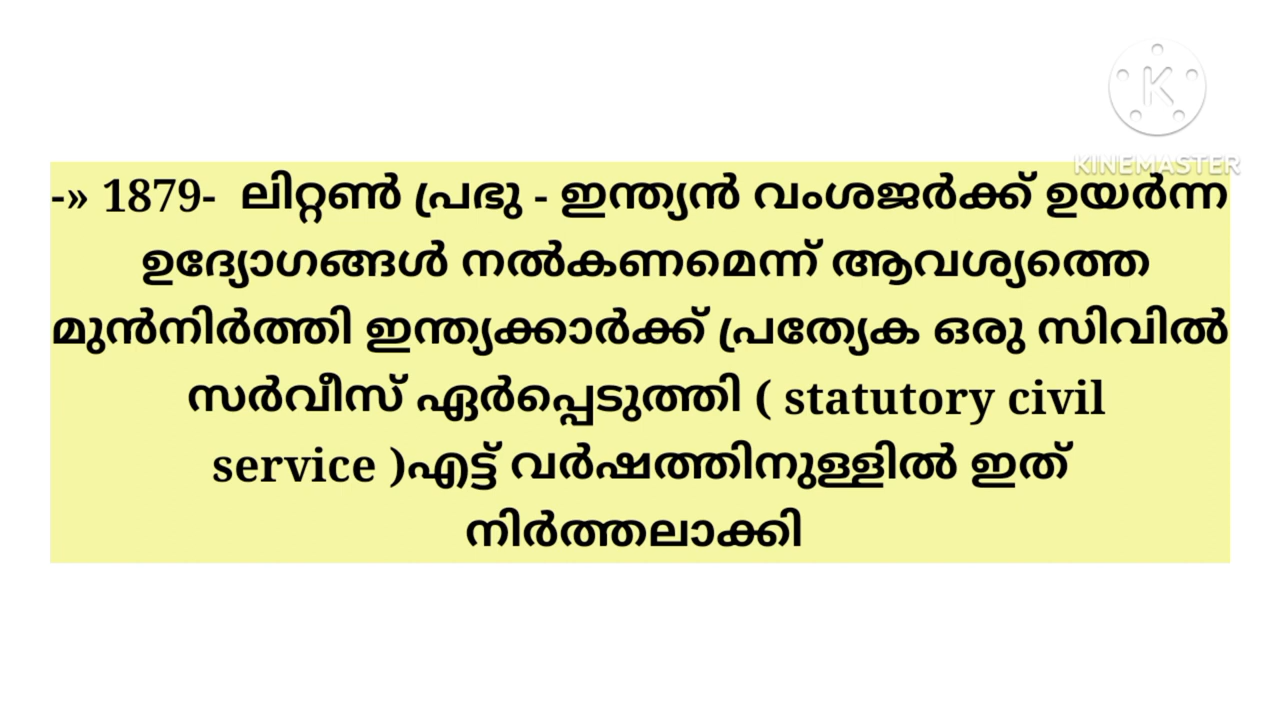 KINEMASTER
-» 1879- ലിറ്റൺ പ്രഭു - ഇന്ത്യൻ വംശജർക്ക് ഉയർന്ന
ഉദ്യോഗങ്ങൾ നൽകണമെന്ന് ആവശ്യത്തെ
മുൻനിർത്തി ഇന്ത്യക്കാർക്ക് പ്രത്യേക ഒരു സിവിൽ
സർവീസ് ഏർപ്പെടുത്തി ( statutory civil
service )എട്ട് വർഷത്തിനുള്ളിൽ ഇത്
നിർത്തലാക്കി